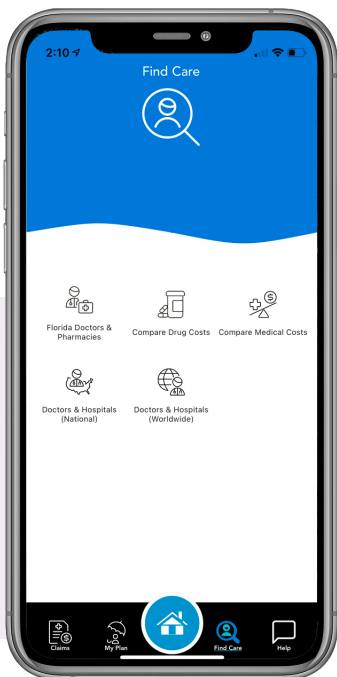 2:10
Find Care
Florida Doctors &
Pharmacies
Compare Drug Costs
Compare Medical Costs
Doctors & Hospitals
(National)
Doctors & Hospitals
(Worldwide)
Claims
My Plan
Find Care
Help